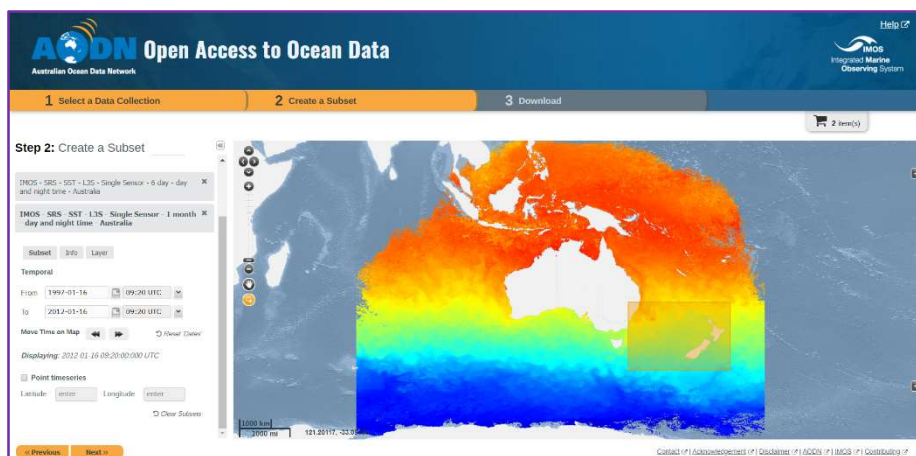 Help
AODN Open Access to Ocean Data
Australian Ocean Data Network
IMOS
Integrated Marine
Observing System
1 Select a Data Collection
2 Create a Subset
3 Download
2 item(s)
Step 2: Create a Subset
IMOS - SRS - SST - L3S - Single Sensor - 6 day - day
and night time - Australia
IMOS - SRS - SST - L3S - Single Sensor - 1 month
- day and night time - Australia
Subset Info Layer
Temporal
From 1997-01-16 09:20 UTC
To 2012-01-16 09:20 UTC
Move Time on Map Reset Dates
Displaying: 2012-01-16 09:20:00:000 UTC
Point timeseries
Latitude enter Longitude enter
Clear Subsets
1000 km
2000 mi
« Previous Next »
Contact | Acknowledgement | Disclaimer | AODN | IMOS | Contributing